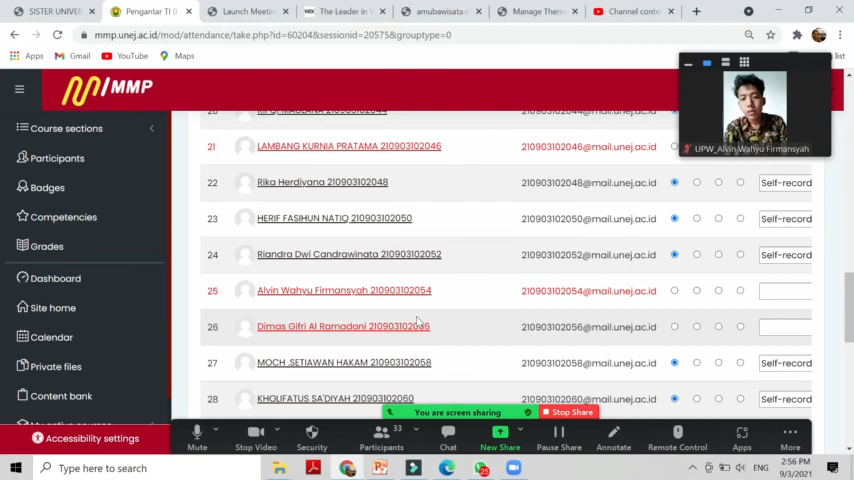 SISTER UNIVER
Pengantar TI (I
Launch Meetin
WiX The Leader in W
amubawisata.c
Manage Them
Channel conte
mmp.unej.ac.id/mod/attendance/take.php?id=60204&sessionid=20575&grouptype=0
Apps
Gmail
YouTube
Maps
MMP
UPW_Alvin Wahyu Firmansyah
Course sections
Participants
Badges
Competencies
Grades
Dashboard
Site home
Calendar
Private files
Content bank
Accessibility settings
21 LAMBANG KURNIA PRATAMA 210903102046 210903102046@mail.unej.ac.id
22 Rika Herdiyana 210903102048 210903102048@mail.unej.ac.id Self-record
23 HERIF FASIHUN NATIQ 210903102050 210903102050@mail.unej.ac.id Self-record
24 Riandra Dwi Candrawinata 210903102052 210903102052@mail.unej.ac.id Self-record
25 Alvin Wahyu Firmansyah 210903102054 210903102054@mail.unej.ac.id
26 Dimas Gifri Al Ramadani 210903102056 210903102056@mail.unej.ac.id
27 MOCH .SETIAWAN HAKAM 210903102058 210903102058@mail.unej.ac.id Self-record
28 KHOLIFATUS SA'DIYAH 210903102060 210903102060@mail.unej.ac.id Self-record
You are screen sharing
Stop Share
Mute
Stop Video
Security
33
Participants
Chat
New Share
Pause Share
Annotate
Remote Control
Apps
More
Type here to search
25
ENG
2:56 PM
9/3/2021